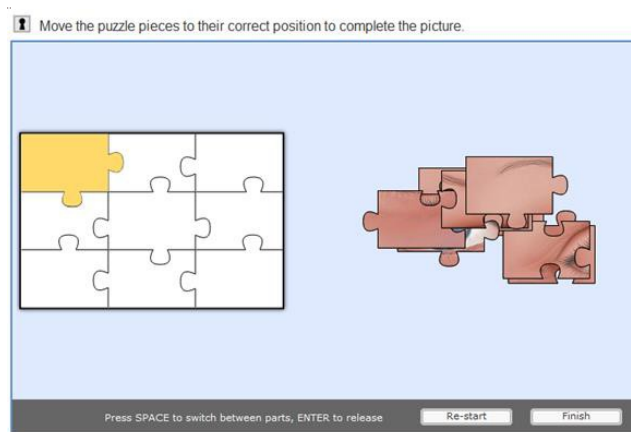 Move the puzzle pieces to their correct position to complete the picture.
Press SPACE to switch between parts, ENTER to release
Re-start
Finish